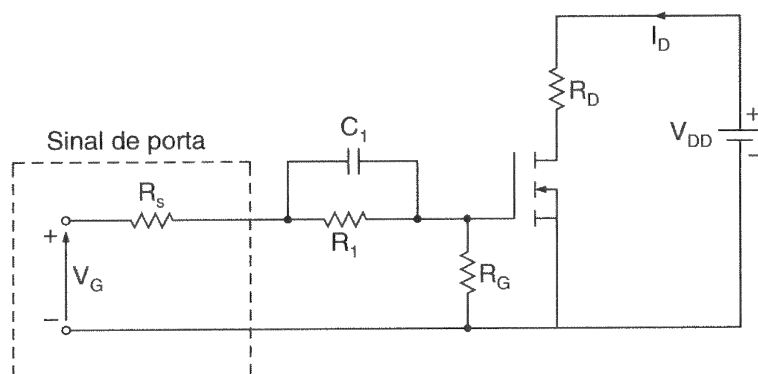 Sinal de porta
R_s
+
V_G
−
C_1
R_1
R_G
R_D
I_D
V_DD
+
−